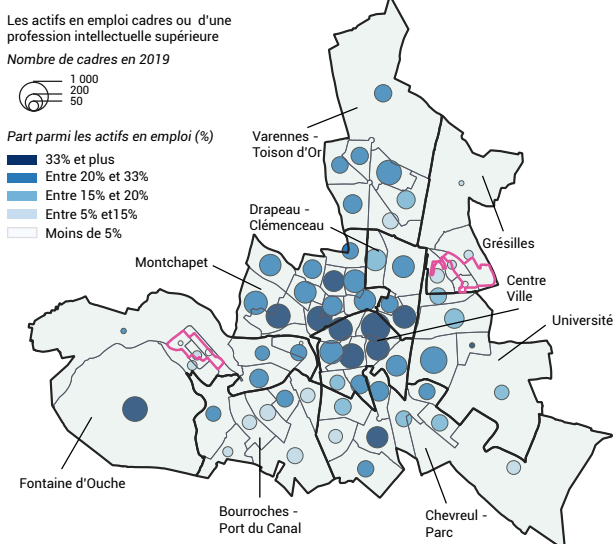 Les actifs en emploi cadres ou d'une
profession intellectuelle supérieure
Nombre de cadres en 2019
1 000
200
50
Part parmi les actifs en emploi (%)
33% et plus
Entre 20% et 33%
Entre 15% et 20%
Entre 5% et15%
Moins de 5%
Varennes -
Toison d'Or
Drapeau -
Clémenceau
Grésilles
Montchapet
Centre
Ville
Université
Fontaine d'Ouche
Bourroches -
Port du Canal
Chevreul -
Parc